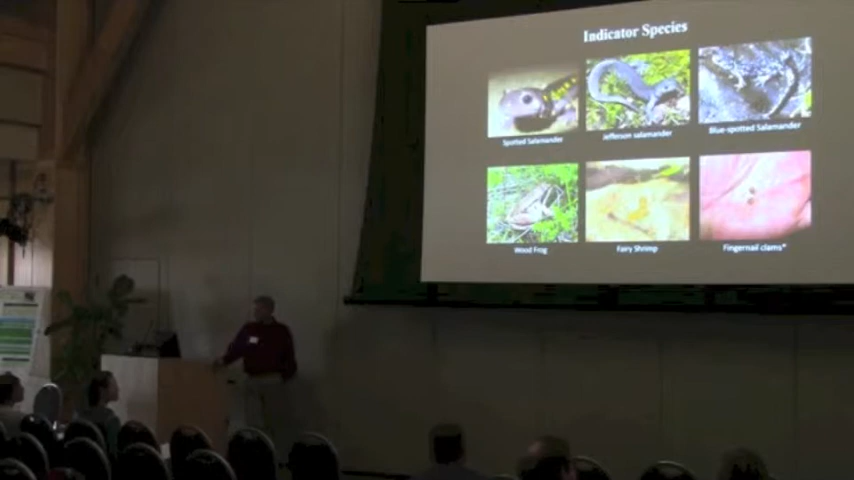 Indicator Species
Spotted Salamander
Jefferson salamander
Blue-spotted Salamander
Wood Frog
Fairy Shrimp
Fingernail clams*